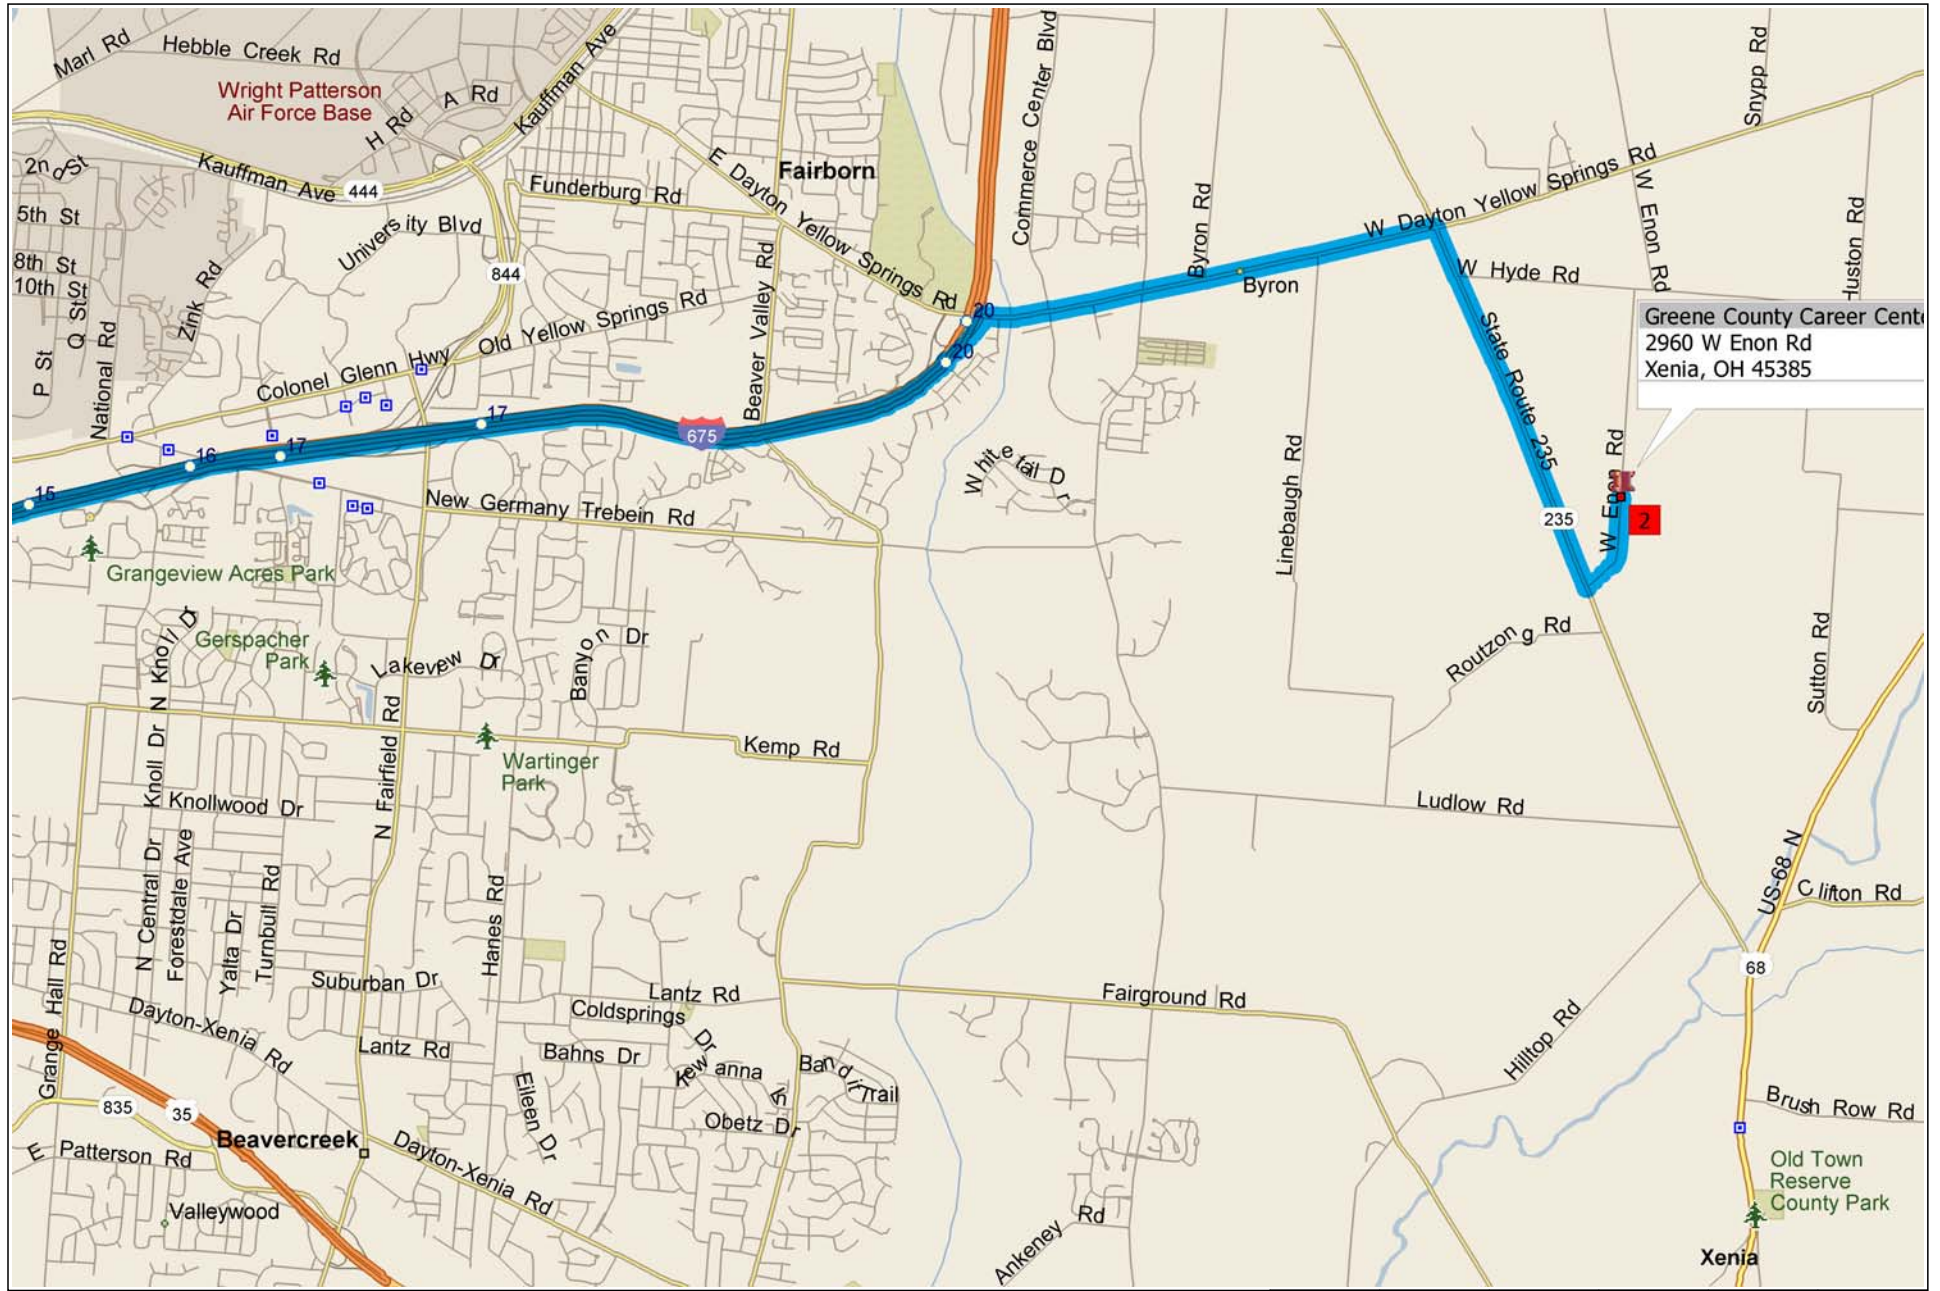 Marl Rd
Hebble Creek Rd
Wright Patterson
Air Force Base
A Rd
H Rd
Kauffman Ave
Commerce Center Blvd
Snypp Rd
2nd St
Kauffman Ave
444
E Dayton Yellow Springs Rd
Fairborn
Funderburg Rd
5th St
University Blvd
8th St
10th St
Q St
P St
National Rd
Zink Rd
844
Old Yellow Springs Rd
Beaver Valley Rd
Byron Rd
W Dayton Yellow Springs Rd
W Enon Rd
Huston Rd
W Hyde Rd
Byron
20
20
Colonel Glenn Hwy
17
17
16
15
675
State Route 235
Greene County Career Cente
2960 W Enon Rd
Xenia, OH 45385
Whitetail Dr
Linebaugh Rd
235
W Enon Rd
2
New Germany Trebein Rd
Grangeview Acres Park
Gerspacher
Park
N Knoll Dr
Lakeview Dr
Banyon Dr
Routzong Rd
Sutton Rd
N Fairfield Rd
Wartinger
Park
Kemp Rd
Knoll Dr
Knollwood Dr
Ludlow Rd
US-68 N
Clifton Rd
N Central Dr
Forestdale Ave
Yalta Dr
Turnbull Rd
Hanes Rd
68
Grange Hall Rd
Suburban Dr
Lantz Rd
Coldsprings Dr
Fairground Rd
Dayton-Xenia Rd
Lantz Rd
Bahns Dr
Kewanna
Bandit Trail
Hilltop Rd
835
35
Eileen Dr
Obetz Dr
Brush Row Rd
Beavercreek
E Patterson Rd
Dayton-Xenia Rd
Valleywood
Ankeney Rd
Old Town
Reserve
County Park
Xenia